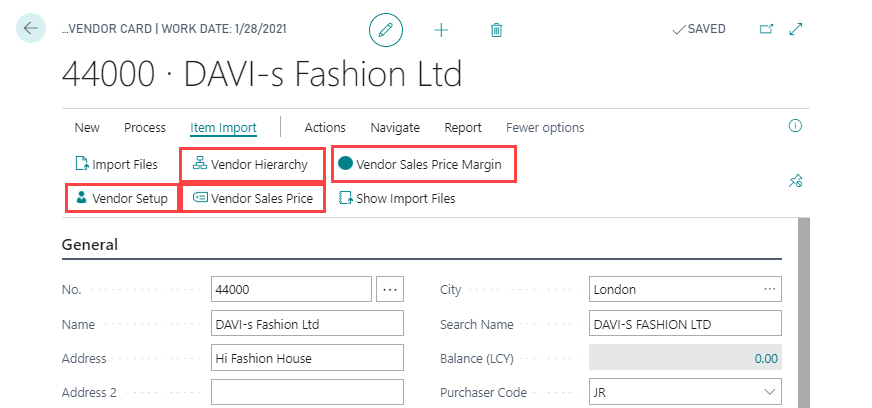 ...VENDOR CARD | WORK DATE: 1/28/2021
SAVED
44000 · DAVI-s Fashion Ltd
New Process Item Import Actions Navigate Report Fewer options
Import Files Vendor Hierarchy Vendor Sales Price Margin
Vendor Setup Vendor Sales Price Show Import Files
General
No. 44000 ... City London ...
Name DAVI-s Fashion Ltd Search Name DAVI-S FASHION LTD
Address Hi Fashion House Balance (LCY) 0.00
Address 2 Purchaser Code JR